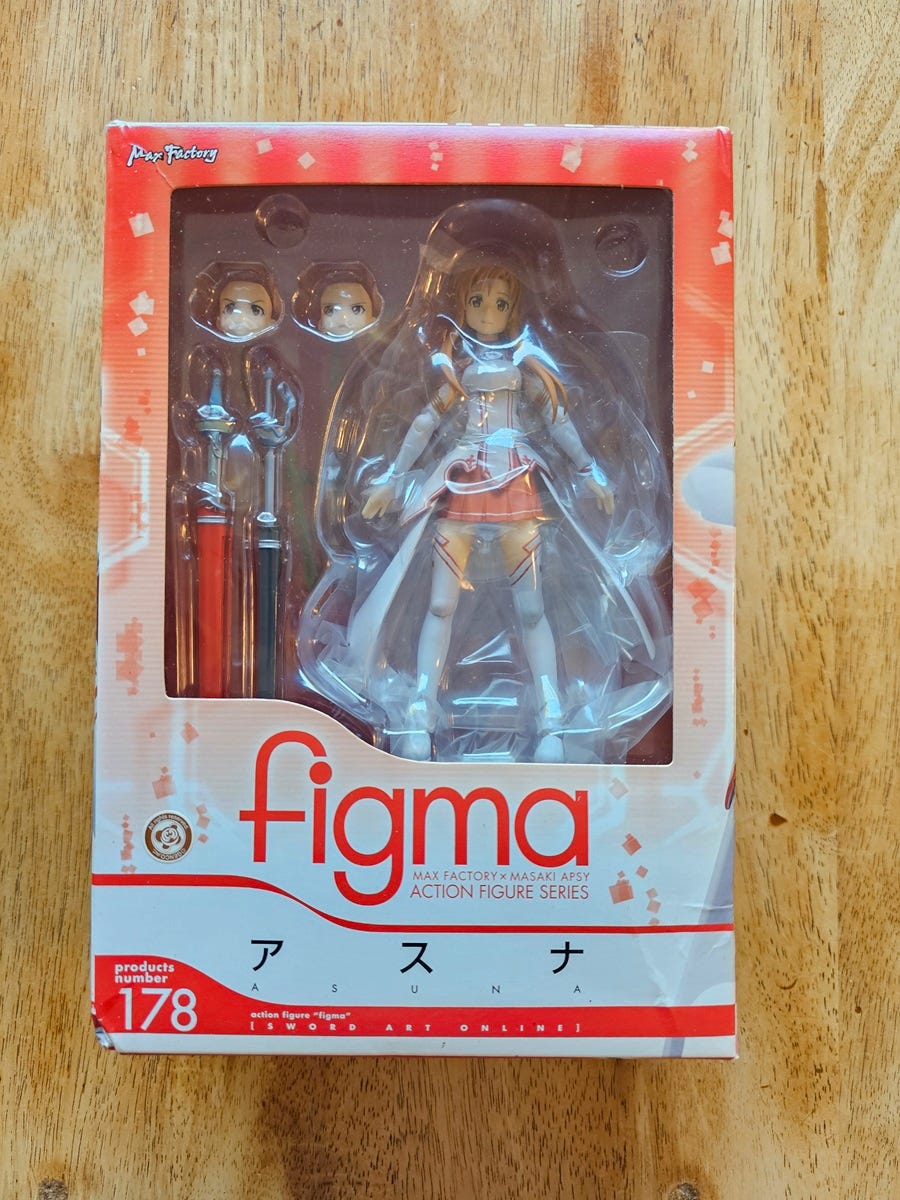 Max Factory
figma
MAX FACTORY×MASAKI APSY
ACTION FIGURE SERIES
アスナ
ASUNA
products
number
178
action figure "figma"
[SWORD ART ONLINE]